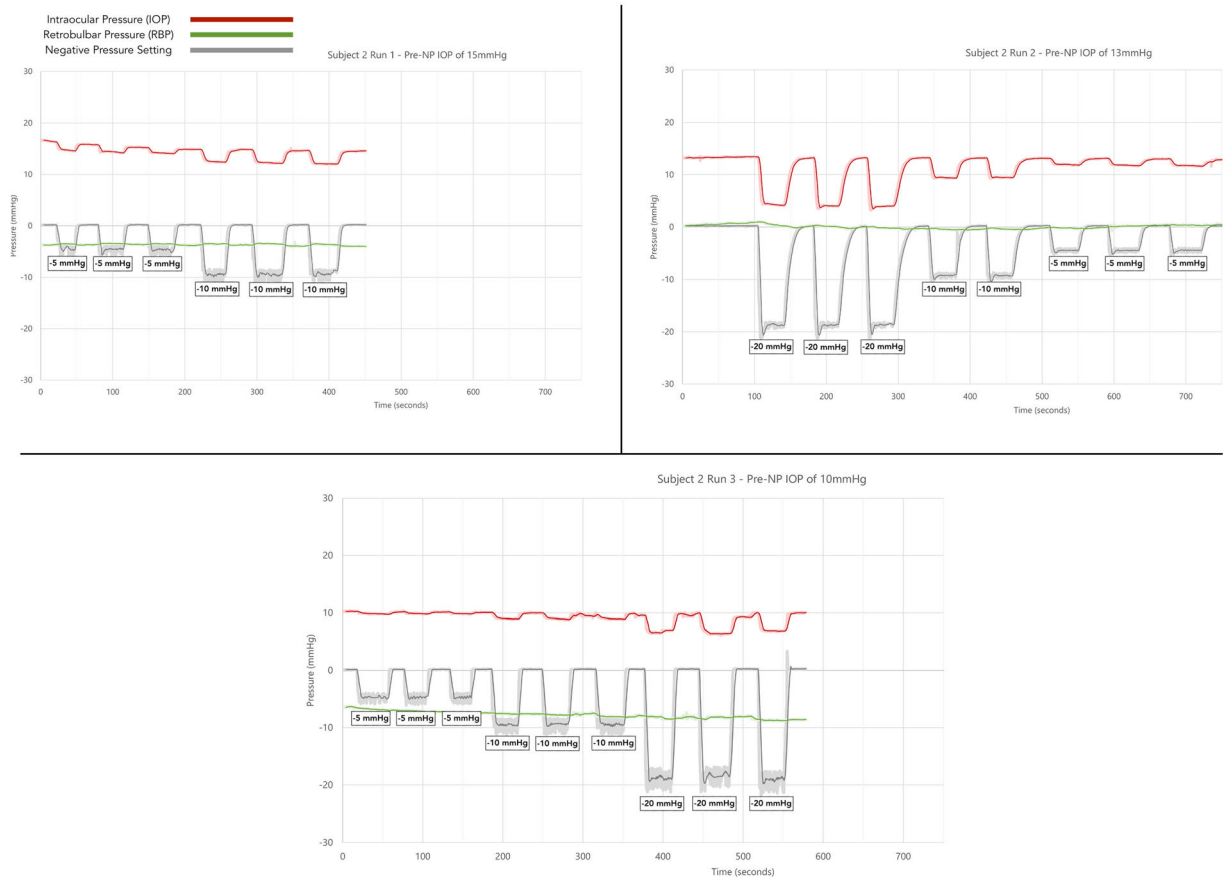 Intraocular Pressure (IOP)
Retrobulbar Pressure (RBP)
Negative Pressure Setting
Subject 2 Run 1 - Pre-NP IOP of 15mmHg
30
20
10
0
-10
-20
-30
Pressure (mmHg)
-5 mmHg
-5 mmHg
-5 mmHg
-10 mmHg
-10 mmHg
-10 mmHg
0
100
200
300
400
500
600
700
Time (seconds)
Subject 2 Run 2 - Pre-NP IOP of 13mmHg
30
20
10
0
-10
-20
-30
Pressure (mmHg)
-20 mmHg
-20 mmHg
-20 mmHg
-10 mmHg
-10 mmHg
-5 mmHg
-5 mmHg
-5 mmHg
0
100
200
300
400
500
600
700
Time (seconds)
Subject 2 Run 3 - Pre-NP IOP of 10mmHg
30
20
10
0
-10
-20
-30
Pressure (mmHg)
-5 mmHg
-5 mmHg
-5 mmHg
-10 mmHg
-10 mmHg
-10 mmHg
-20 mmHg
-20 mmHg
-20 mmHg
0
100
200
300
400
500
600
700
Time (seconds)